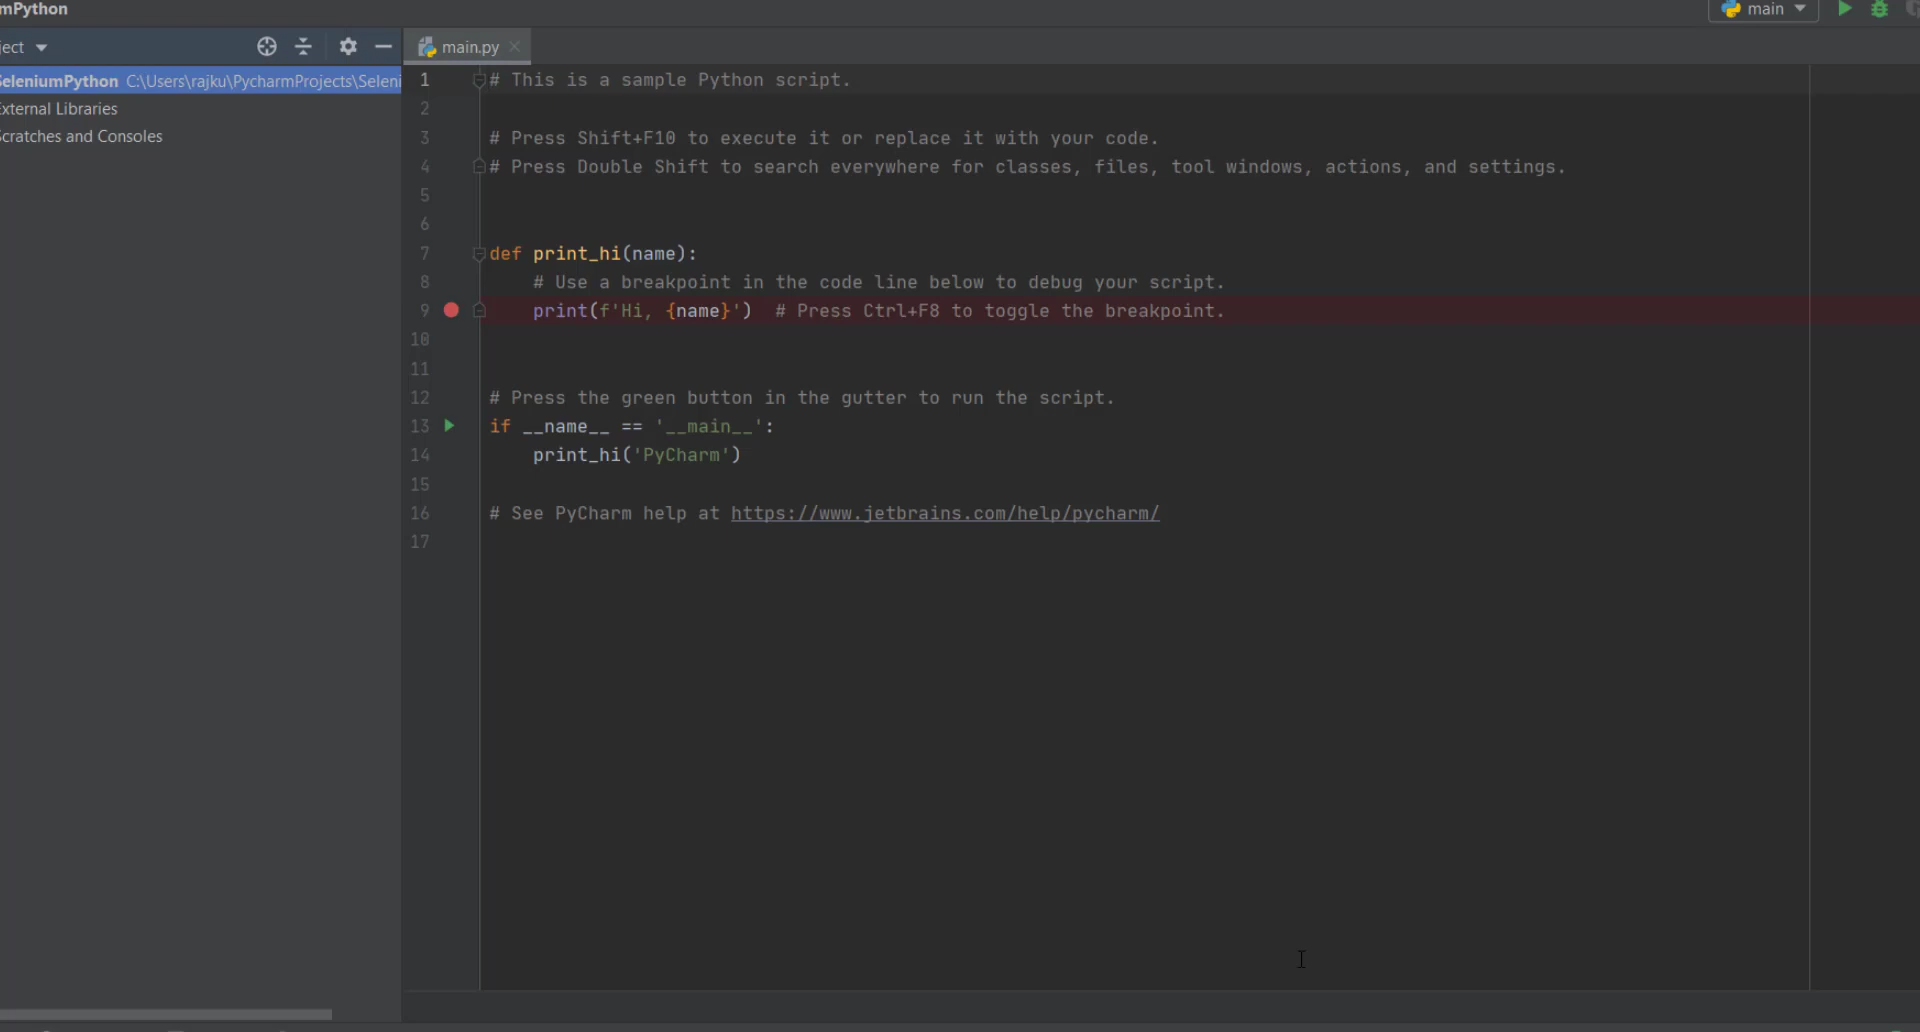 mPython
main
ject
main.py
SeleniumPython C:\Users\rajku\PycharmProjects\Seleni
External Libraries
Scratches and Consoles
1 # This is a sample Python script.
2
3 # Press Shift+F10 to execute it or replace it with your code.
4 # Press Double Shift to search everywhere for classes, files, tool windows, actions, and settings.
5
6
7 def print_hi(name):
8     # Use a breakpoint in the code line below to debug your script.
9     print(f'Hi, {name}')  # Press Ctrl+F8 to toggle the breakpoint.
10
11
12 # Press the green button in the gutter to run the script.
13 if __name__ == '__main__':
14     print_hi('PyCharm')
15
16 # See PyCharm help at https://www.jetbrains.com/help/pycharm/
17